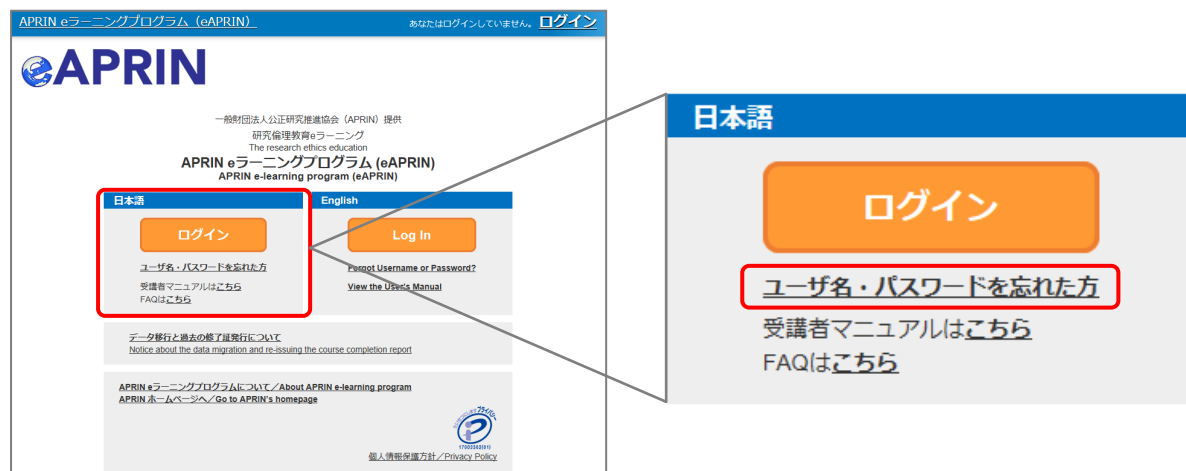 APRIN eラーニングプログラム（eAPRIN） あなたはログインしていません。 ログイン
eAPRIN
一般財団法人公正研究推進協会（APRIN）提供
研究倫理教育eラーニング
The research ethics education
APRIN eラーニングプログラム (eAPRIN)
APRIN e-learning program (eAPRIN)
日本語
ログイン
ユーザ名・パスワードを忘れた方
受講者マニュアルはこちら
FAQはこちら
English
Log In
Forgot Username or Password?
View the User's Manual
データ移行と過去の修了証発行について
Notice about the data migration and re-issuing the course completion report
APRIN eラーニングプログラムについて／About APRIN e-learning program
APRIN ホームページへ／Go to APRIN's homepage
プライバシー
個人情報保護方針／Privacy Policy
日本語
ログイン
ユーザ名・パスワードを忘れた方
受講者マニュアルはこちら
FAQはこちら